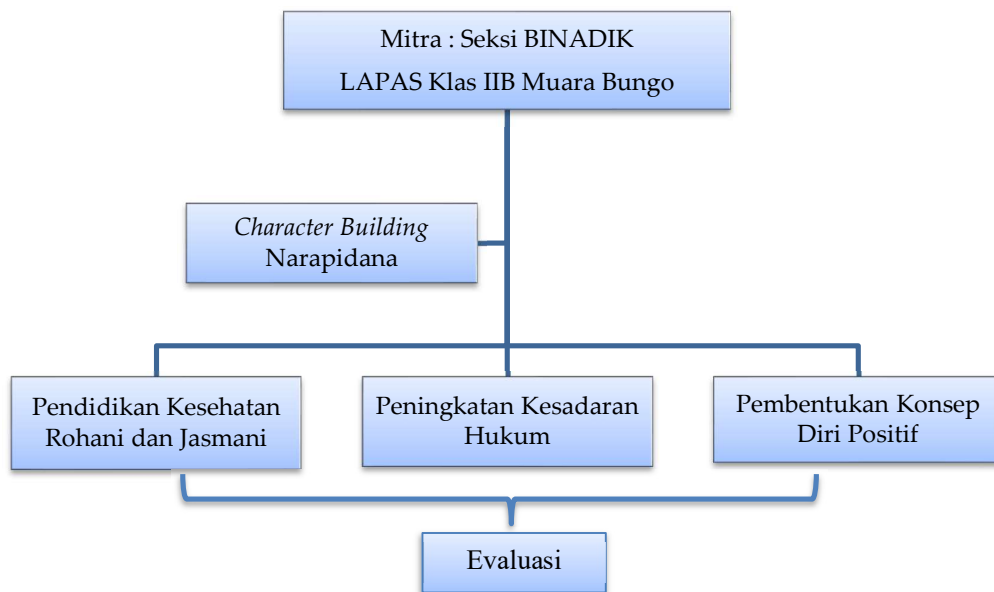 Mitra : Seksi BINADIK
LAPAS Klas IIB Muara Bungo
Character Building
Narapidana
Pendidikan Kesehatan
Rohani dan Jasmani
Peningkatan Kesadaran
Hukum
Pembentukan Konsep
Diri Positif
Evaluasi